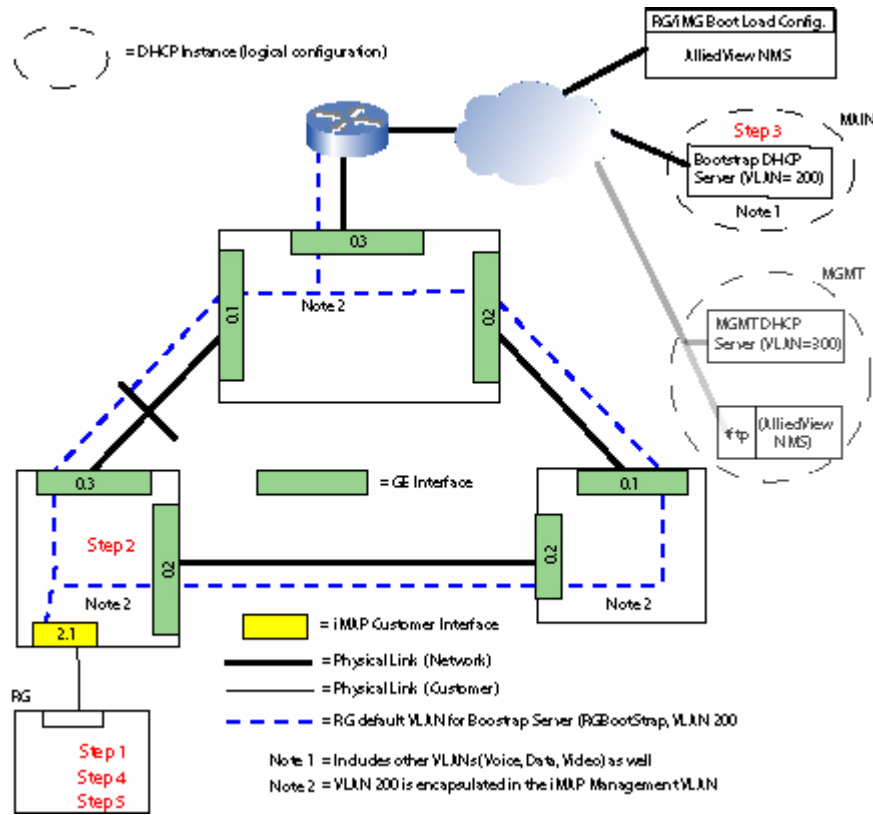 = DHCP Instance (logical configuration)
RG/iMG Boot Load Config.
AlliedView NMS
MAIN
Step 3
Bootstrap DHCP
Server (VLAN= 200)
Note 1
MGMT
MGMT DHCP
Server (VLAN=300)
tftp
(AlliedView
NMS)
0.3
0.1
0.2
Note 2
0.3
0.2
Step 2
Note 2
2.1
= GE Interface
0.1
0.2
Note 2
RG
Step 1
Step 4
Step 5
= iMAP Customer Interface
= Physical Link (Network)
= Physical Link (Customer)
= RG default VLAN for Boostrap Server (RGBootStrap, VLAN 200
Note 1 = Includes other VLANs (Voice, Data, Video) as well
Note 2 = VLAN 200 is encapsulated in the iMAP Management VLAN